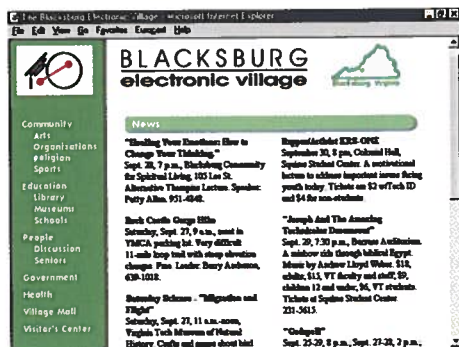 The Blacksburg Electronic Village - Microsoft Internet Explorer
File Edit View Go Favorites Help
BLACKSBURG
electronic village
Blacksburg, Virginia
Community
Arts
Organizations
Religion
Sports
Education
Library
Museums
Schools
People
Discussion
Seniors
Government
Health
Village Mall
Visitor's Center
News
"Healing Your Emotions: How to
Change Your Thinking."
Sept. 28, 7 p.m., Blacksburg Community
for Spiritual Living, 105 Lee St.
Alternative Therapies Lecture. Speaker:
Patty Allen. 951-4848.
Rock Castle Gorge Hike
Saturday, Sept. 27, 9 a.m., meet in
YMCA parking lot. Very difficult
11-mile loop trail with steep elevation
changes. Leader: Barry Anderson,
639-1028.
Saturday Science - "Migration and
Flight"
Saturday, Sept. 27, 11 a.m.-noon,
Virginia Tech Museum of Natural
History. Crafts and games about bird
Rapper/Activist KRS-ONE
September 30, 8 pm, Colonial Hall,
Squires Student Center. A motivational
lecture to address important issues facing
youth today. Tickets are $2 w/Tech ID
and $4 for non-students.
"Joseph And The Amazing
Technicolor Dreamcoat"
Sept. 29, 7:30 p.m., Burruss Auditorium.
A rainbow ride through biblical Egypt.
Music by Andrew Lloyd Weber. $18,
adults, $15, VT faculty and staff, $9,
children 12 and under, $6, VT students.
Tickets at Squires Student Center
231-5615.
"Godspell"
Sept. 25-29, 8 p.m., Sept. 27-28, 2 p.m.,